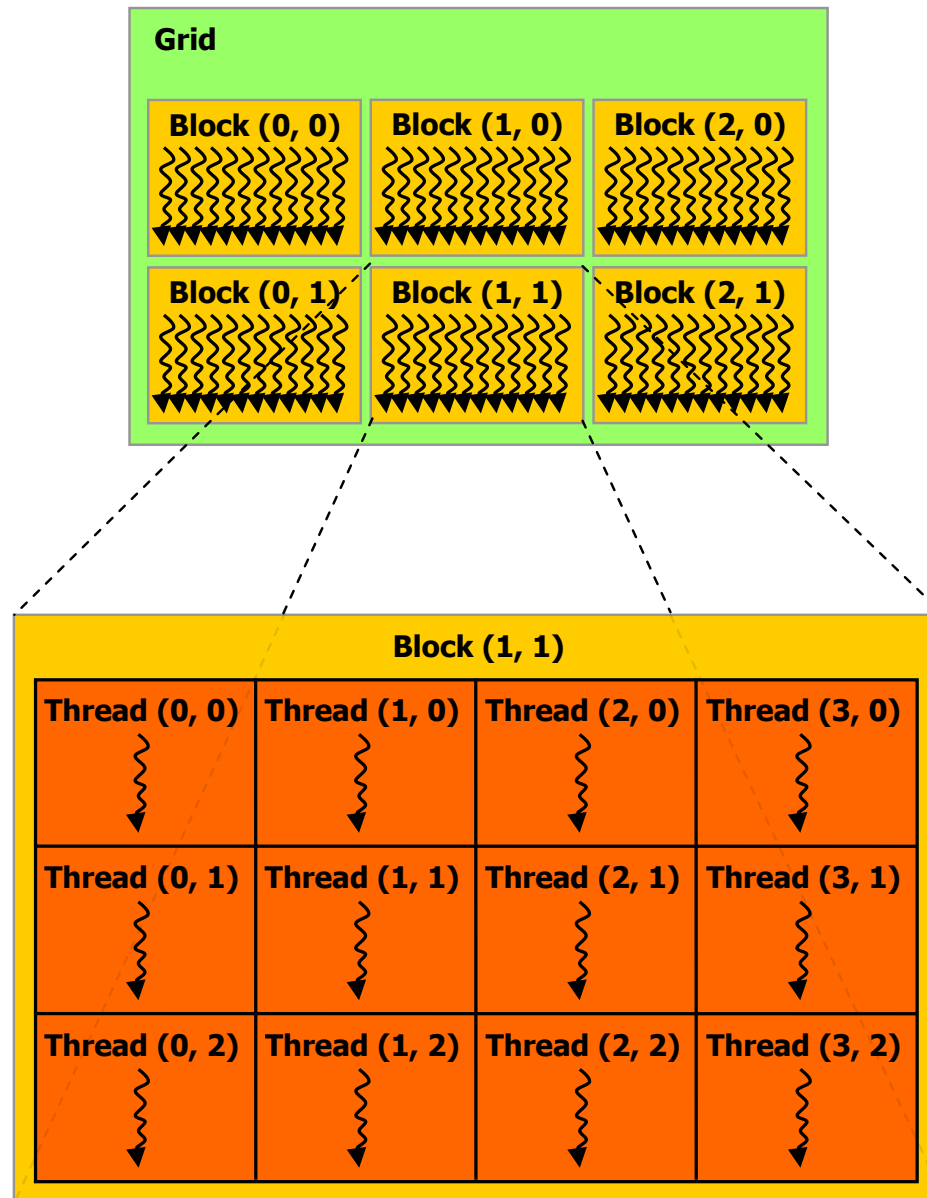 Grid
Block (0, 0) Block (1, 0) Block (2, 0)
Block (0, 1) Block (1, 1) Block (2, 1)
Block (1, 1)
Thread (0, 0) Thread (1, 0) Thread (2, 0) Thread (3, 0)
Thread (0, 1) Thread (1, 1) Thread (2, 1) Thread (3, 1)
Thread (0, 2) Thread (1, 2) Thread (2, 2) Thread (3, 2)